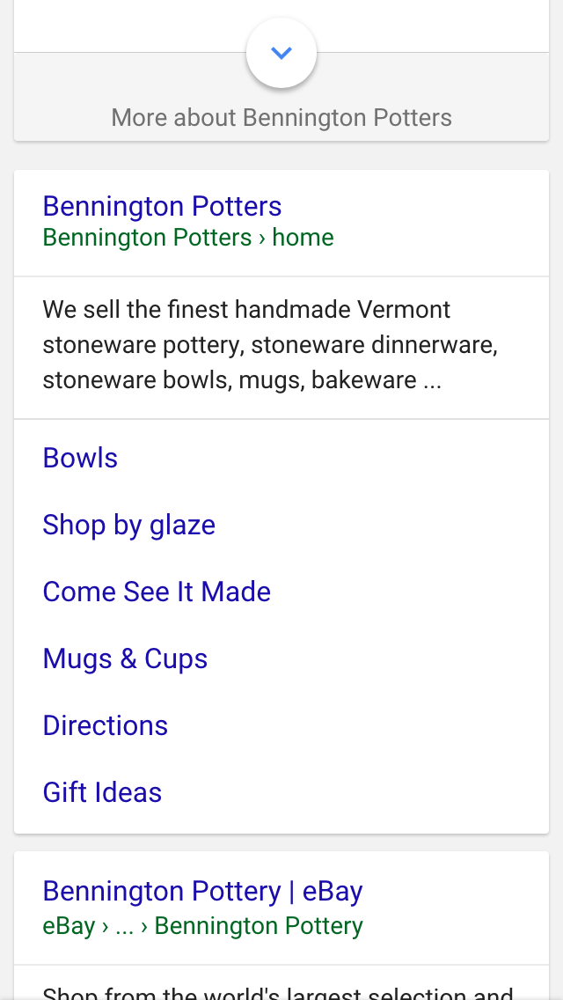 More about Bennington Potters
Bennington Potters
Bennington Potters › home
We sell the finest handmade Vermont
stoneware pottery, stoneware dinnerware,
stoneware bowls, mugs, bakeware ...
Bowls
Shop by glaze
Come See It Made
Mugs & Cups
Directions
Gift Ideas
Bennington Pottery | eBay
eBay › ... › Bennington Pottery
Shop from the world's largest selection and